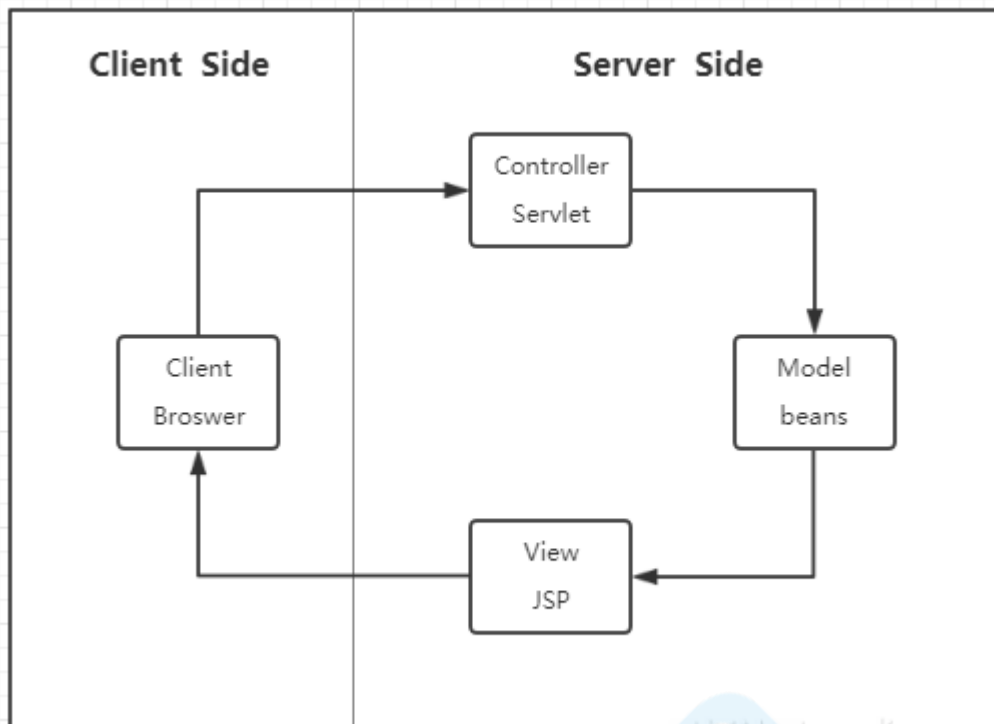 Client Side
Server Side
Controller
Servlet
Client
Broswer
Model
beans
View
JSP